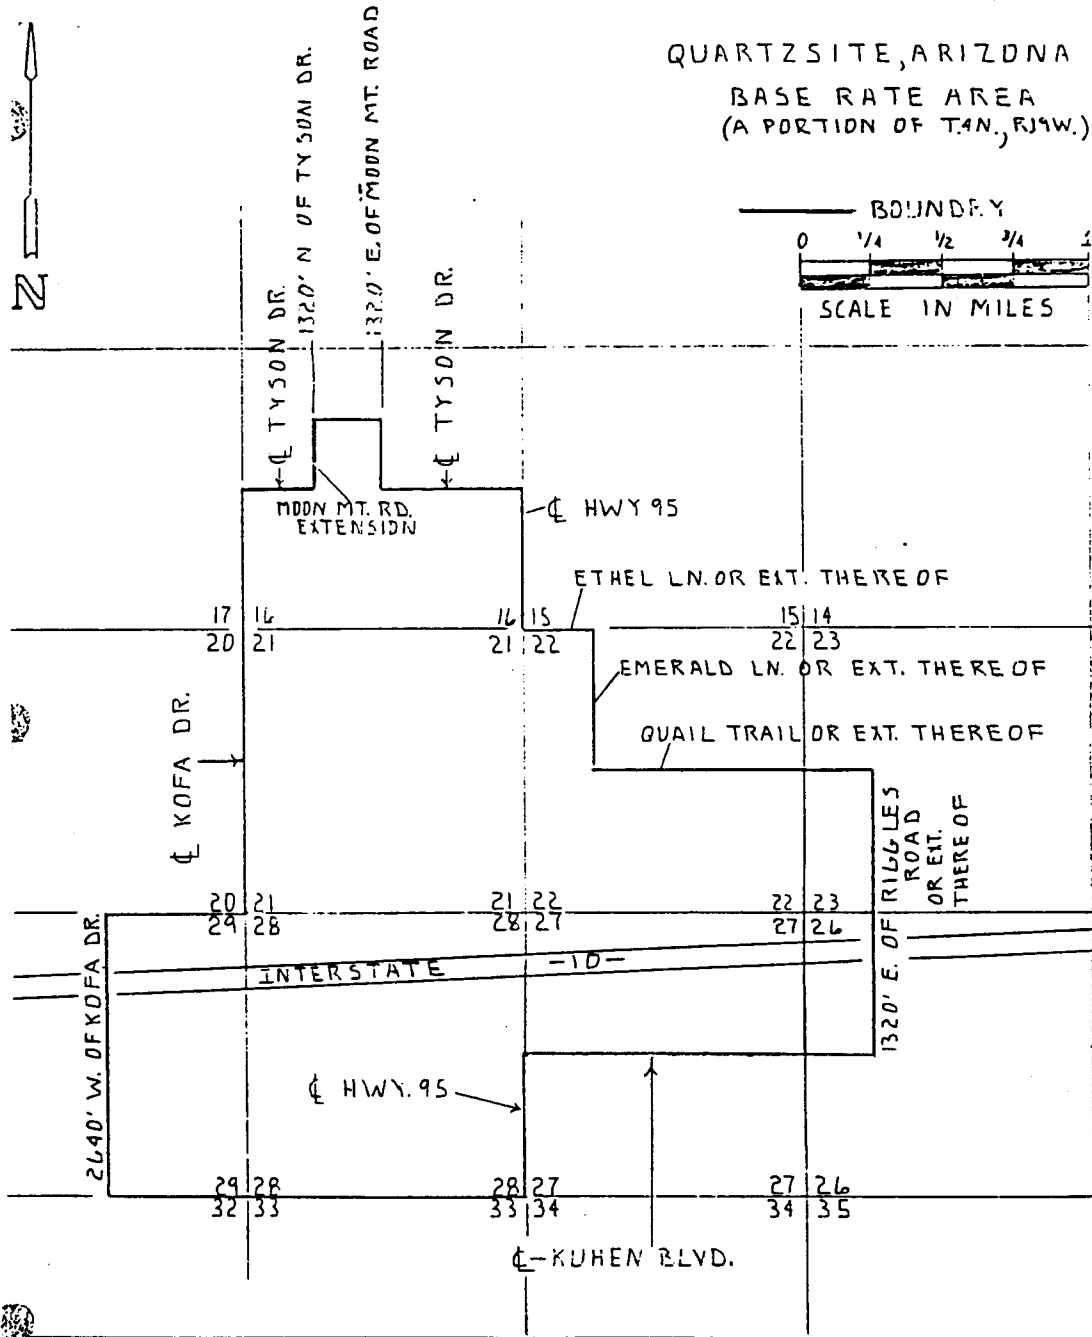 QUARTZSITE, ARIZONA
BASE RATE AREA
(A PORTION OF T.4N., R.19W.)
BOUNDRY
0 1/4 1/2 3/4 1
SCALE IN MILES
N
℄ TYSON DR.
1320' N OF TYSON DR.
1320' E. OF MOON MT. ROAD
℄ TYSON DR.
MOON MT. RD.
EXTENSION
℄ HWY 95
ETHEL LN. OR EXT. THEREOF
17 16
20 21
16 15
21 22
15 14
22 23
EMERALD LN. OR EXT. THEREOF
QUAIL TRAIL OR EXT. THEREOF
℄ KOFA DR.
1320' E. OF RIGGLES
ROAD
OR EXT.
THEREOF
20 21
29 28
21 22
28 27
22 23
27 26
INTERSTATE -10-
2640' W. OF KOFA DR.
℄ HWY. 95
29 28
32 33
28 27
33 34
27 26
34 35
℄ KUHEN BLVD.